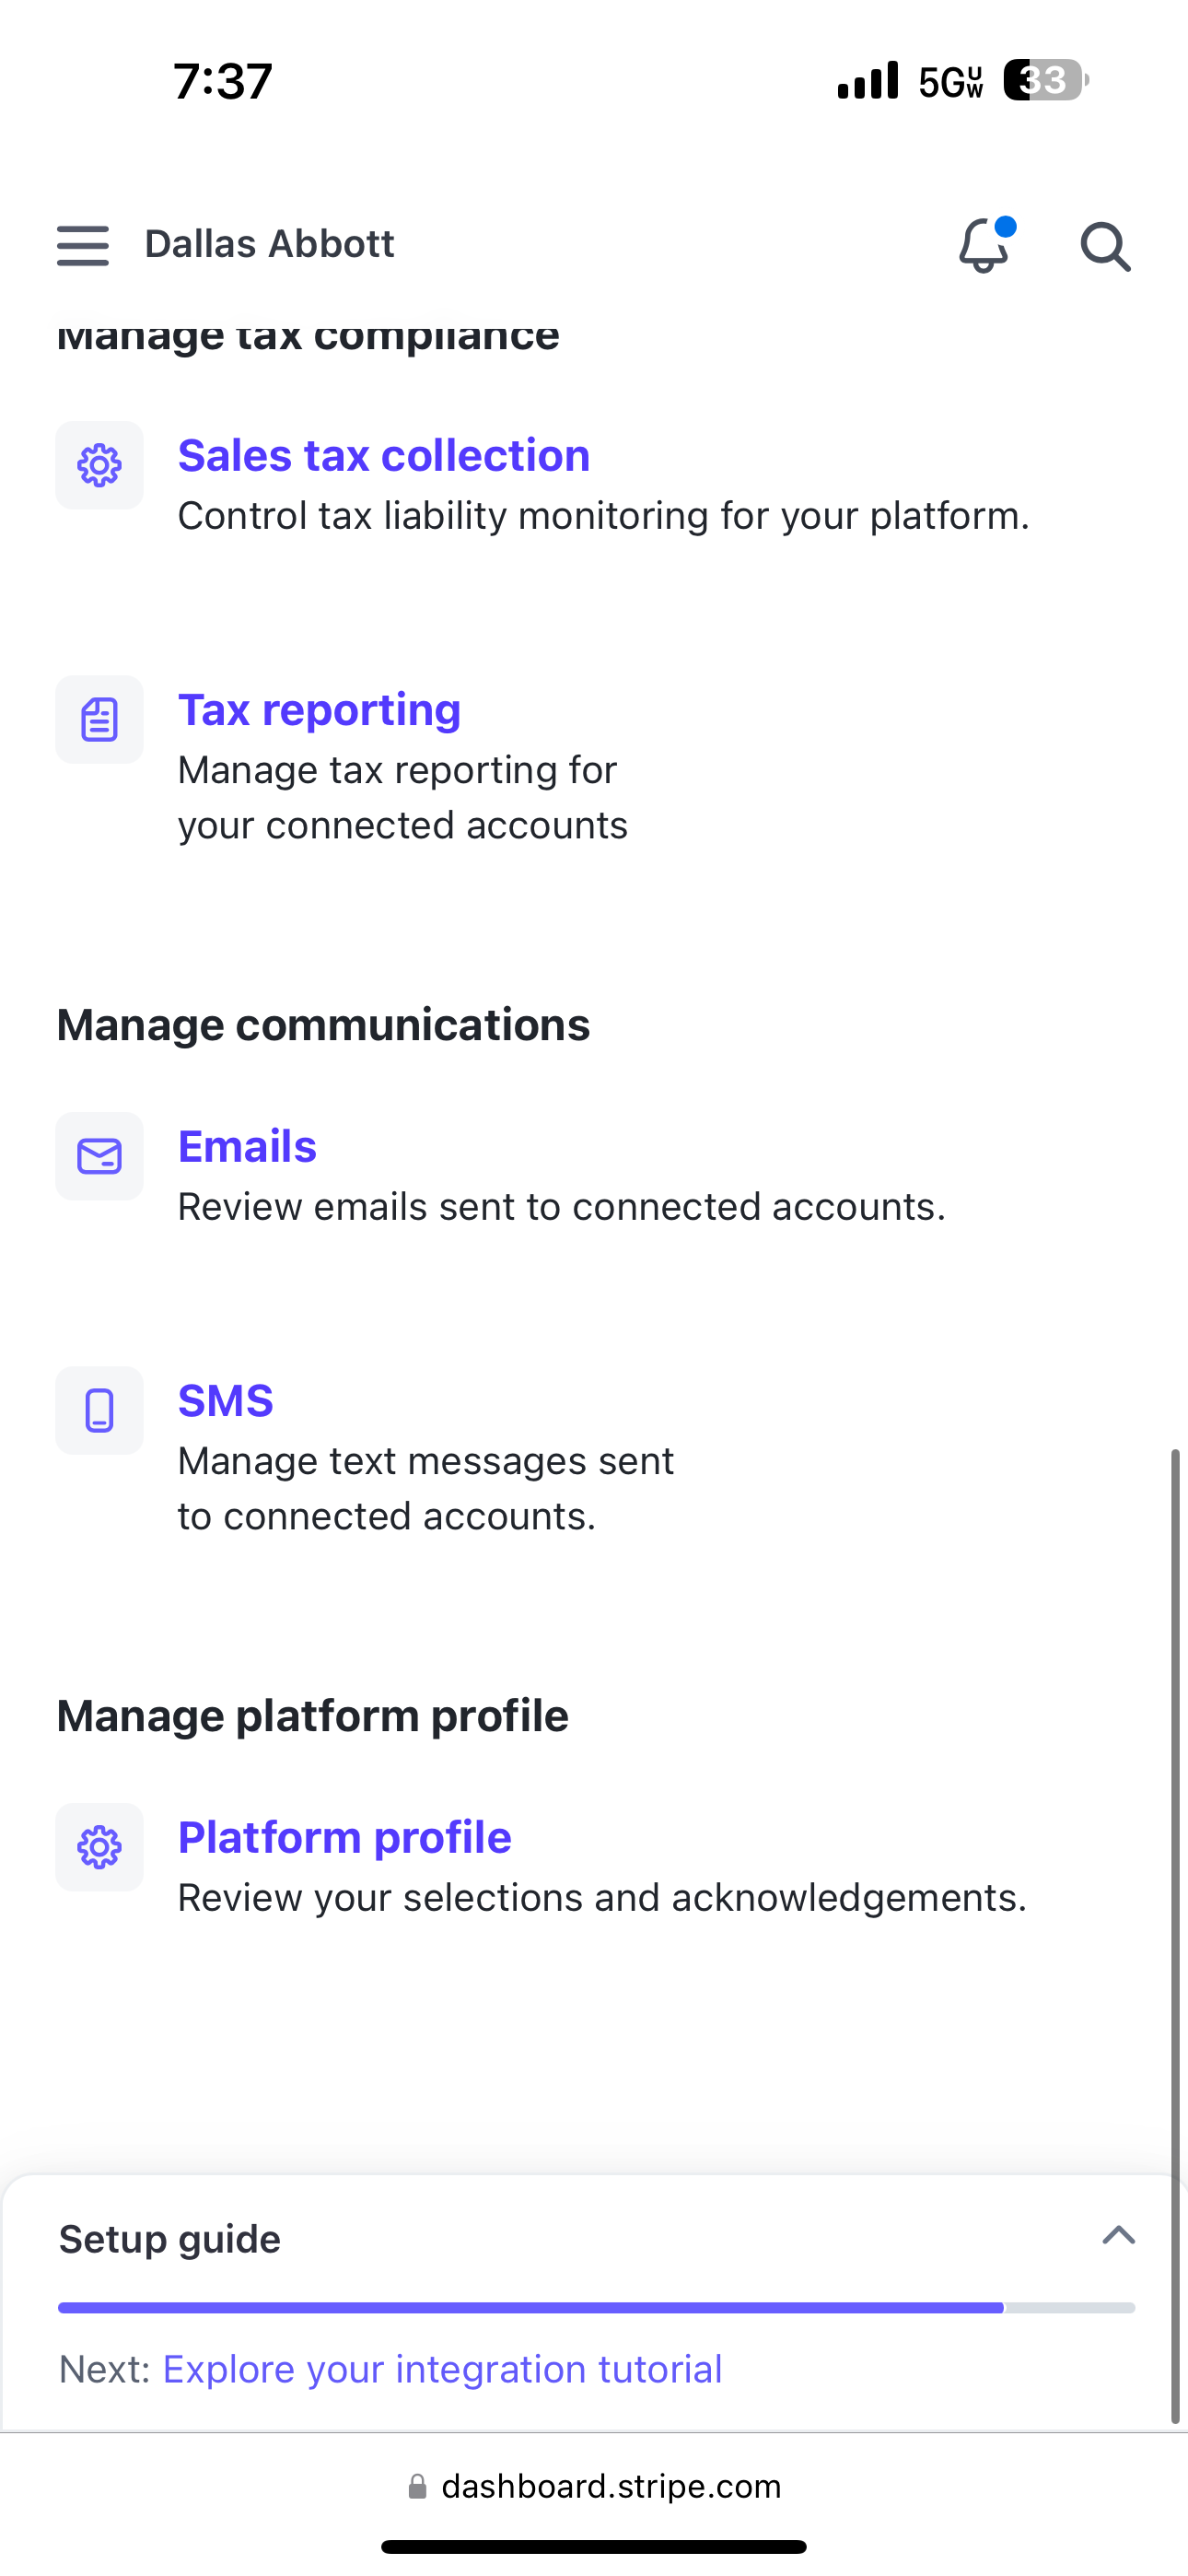 7:37
5G UW
33
Dallas Abbott
Manage tax compliance
Sales tax collection
Control tax liability monitoring for your platform.
Tax reporting
Manage tax reporting for
your connected accounts
Manage communications
Emails
Review emails sent to connected accounts.
SMS
Manage text messages sent
to connected accounts.
Manage platform profile
Platform profile
Review your selections and acknowledgements.
Setup guide
Next: Explore your integration tutorial
dashboard.stripe.com